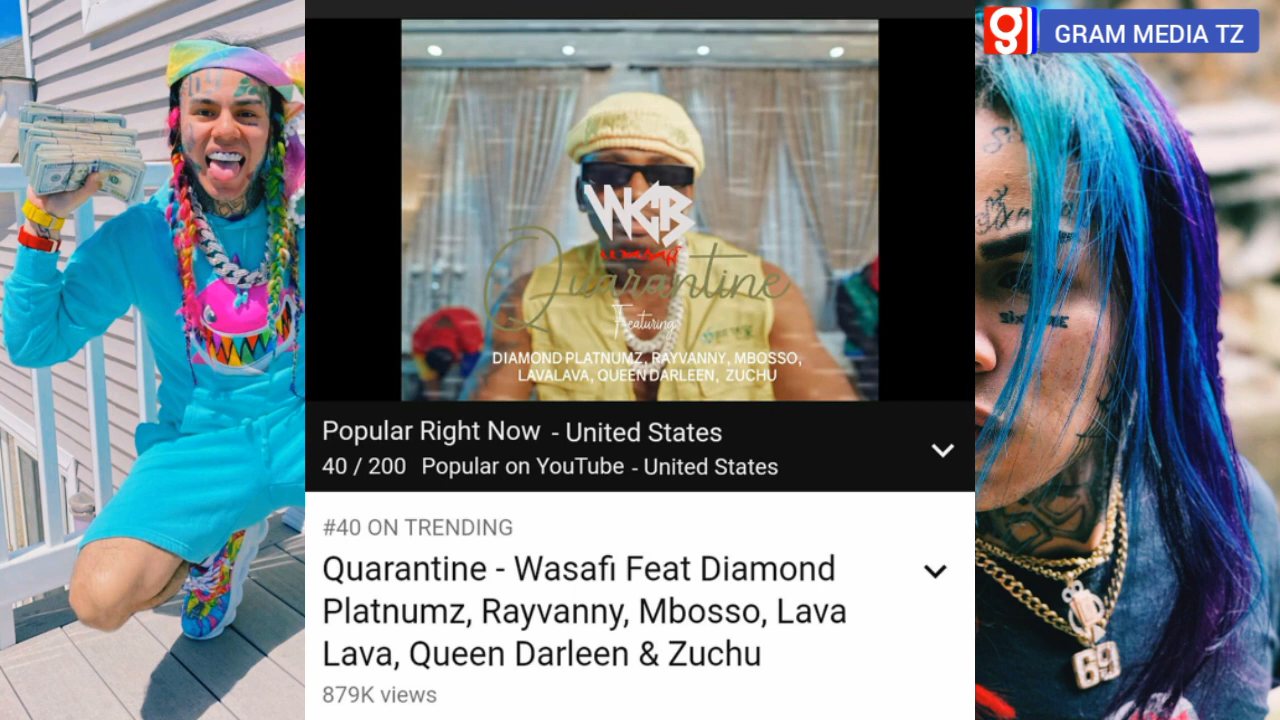 GRAM MEDIA TZ
WCB
WASAFI
Quarantine
Featuring
DIAMOND PLATNUMZ, RAYVANNY, MBOSSO,
LAVALAVA, QUEEN DARLEEN, ZUCHU
Popular Right Now - United States
40 / 200 Popular on YouTube - United States
#40 ON TRENDING
Quarantine - Wasafi Feat Diamond
Platnumz, Rayvanny, Mbosso, Lava
Lava, Queen Darleen & Zuchu
879K views
69